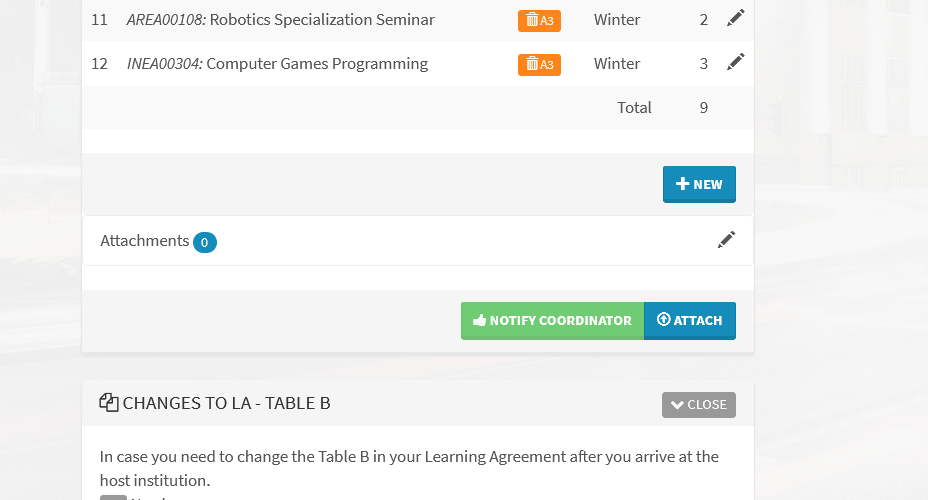 11 AREA00108: Robotics Specialization Seminar A3 Winter 2
12 INEA00304: Computer Games Programming A3 Winter 3
Total 9
NEW
Attachments 0
NOTIFY COORDINATOR ATTACH
CHANGES TO LA - TABLE B CLOSE
In case you need to change the Table B in your Learning Agreement after you arrive at the
host institution.